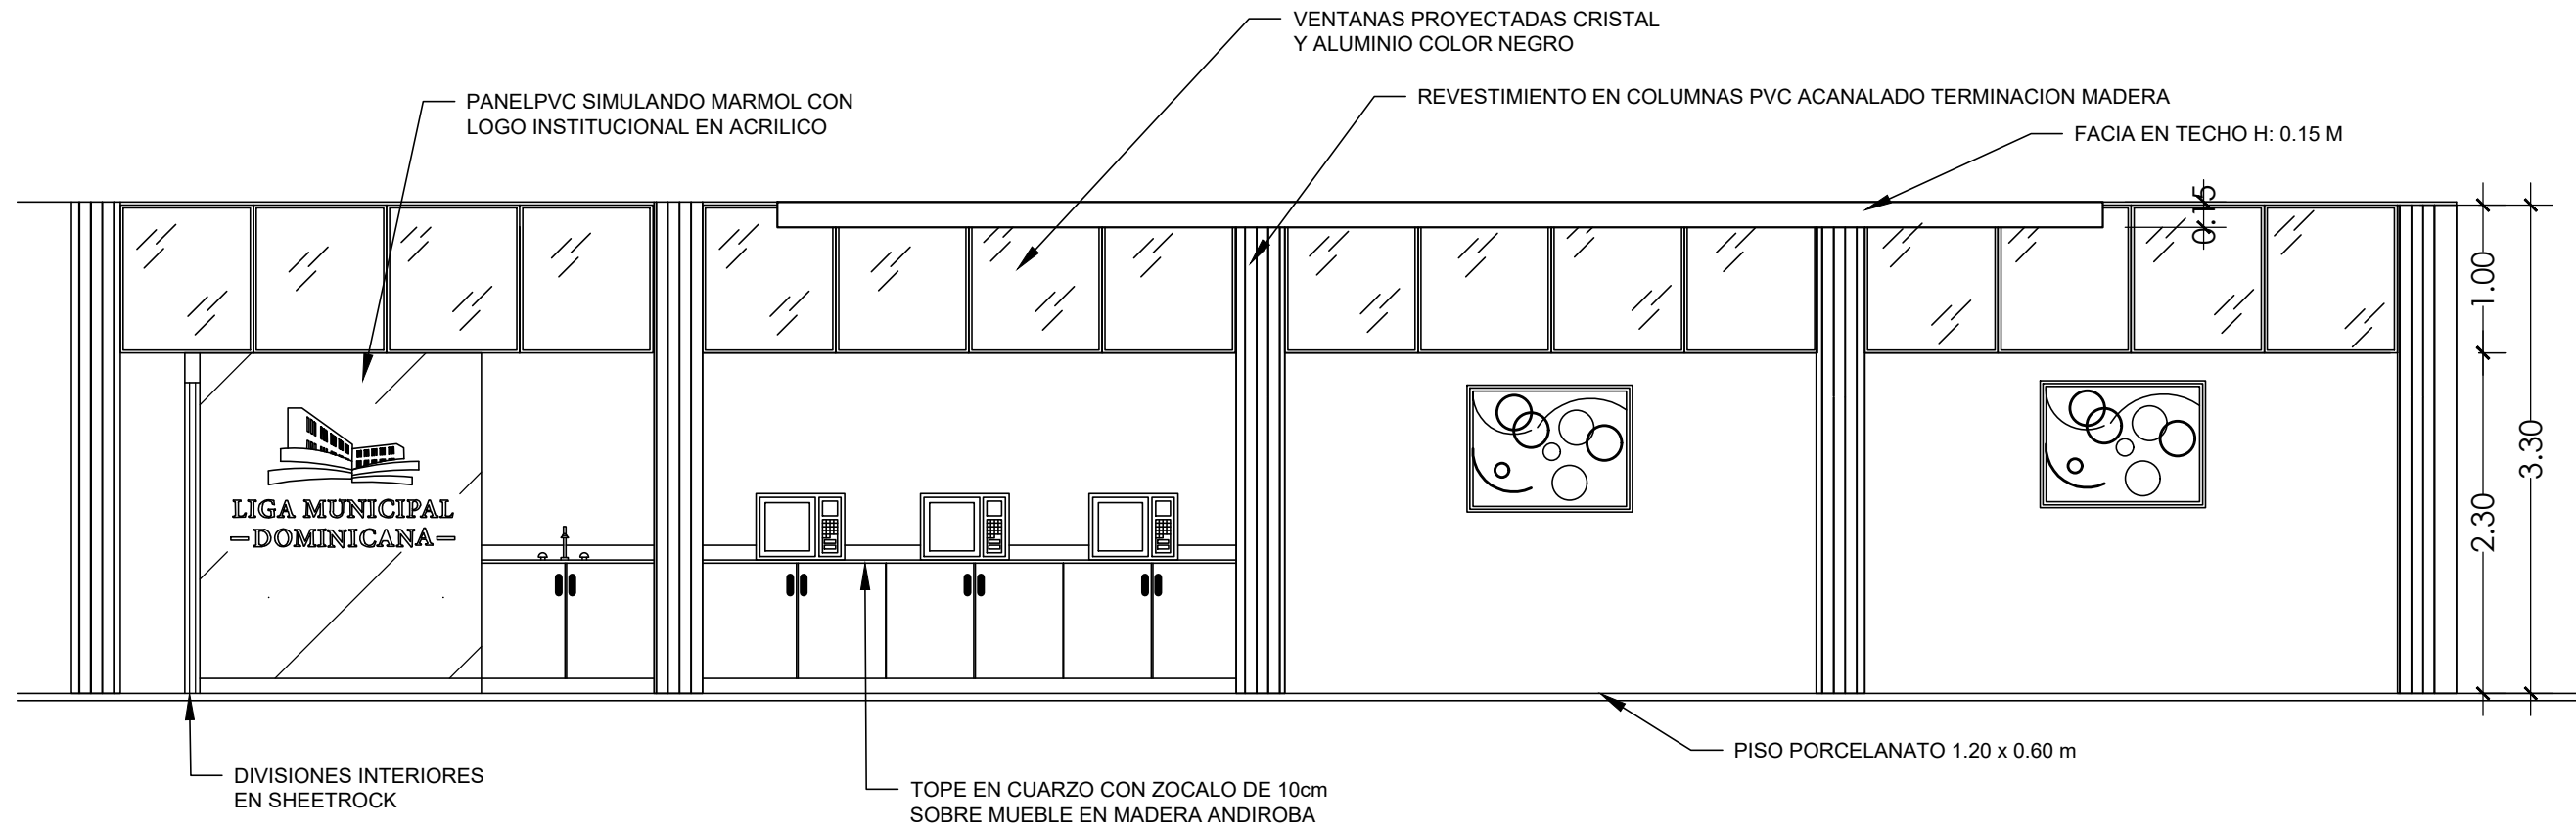 VENTANAS PROYECTADAS CRISTAL
Y ALUMINIO COLOR NEGRO
PANELPVC SIMULANDO MARMOL CON
LOGO INSTITUCIONAL EN ACRILICO
REVESTIMIENTO EN COLUMNAS PVC ACANALADO TERMINACION MADERA
FACIA EN TECHO H: 0.15 M
0.15
1.00
2.30
3.30
LIGA MUNICIPAL
-DOMINICANA-
DIVISIONES INTERIORES
EN SHEETROCK
TOPE EN CUARZO CON ZOCALO DE 10cm
SOBRE MUEBLE EN MADERA ANDIROBA
PISO PORCELANATO 1.20 x 0.60 m